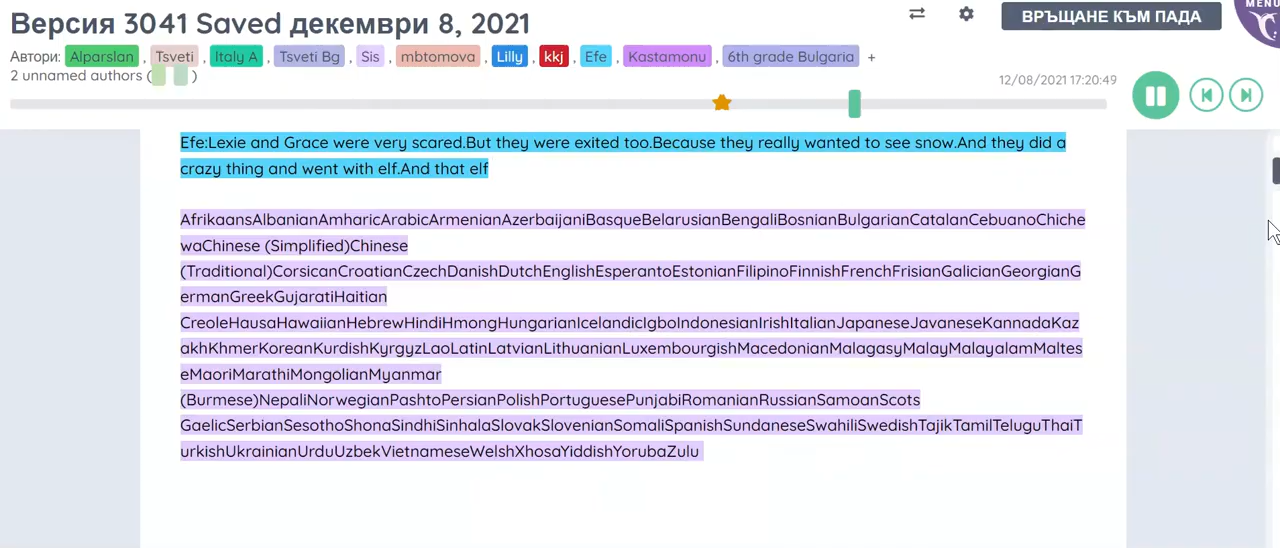 Версия 3041 Saved декември 8, 2021
ВРЪЩАНЕ КЪМ ПАДА
MENU
Автори: Alparslan , Tsveti , Italy A , Tsveti Bg , Sis , mbtomova , Lilly , kkj , Efe , Kastamonu , 6th grade Bulgaria +
2 unnamed authors ( )
12/08/2021 17:20:49
Efe:Lexie and Grace were very scared.But they were exited too.Because they really wanted to see snow.And they did a
crazy thing and went with elf.And that elf
AfrikaansAlbanianAmharicArabicArmenianAzerbaijaniBasqueBelarusianBengaliBosnianBulgarianCatalanCebuanoChiche
waChinese (Simplified)Chinese
(Traditional)CorsicanCroatianCzechDanishDutchEnglishEsperantoEstonianFilipinoFinnishFrenchFrisianGalicianGeorgianG
ermanGreekGujaratiHaitian
CreoleHausaHawaiianHebrewHindiHmongHungarianIcelandicIgboIndonesianIrishItalianJapaneseJavaneseKannadaKaz
akhKhmerKoreanKurdishKyrgyzLaoLatinLatvianLithuanianLuxembourgishMacedonianMalagasyMalayMalayalamMaltes
eMaoriMarathiMongolianMyanmar
(Burmese)NepaliNorwegianPashtoPersianPolishPortuguesePunjabiRomanianRussianSamoanScots
GaelicSerbianSesothoShonaSindhiSinhalaSlovakSlovenianSomaliSpanishSundaneseSwahiliSwedishTajikTamilTeluguThaiT
urkishUkrainianUrduUzbekVietnameseWelshXhosaYiddishYorubaZulu